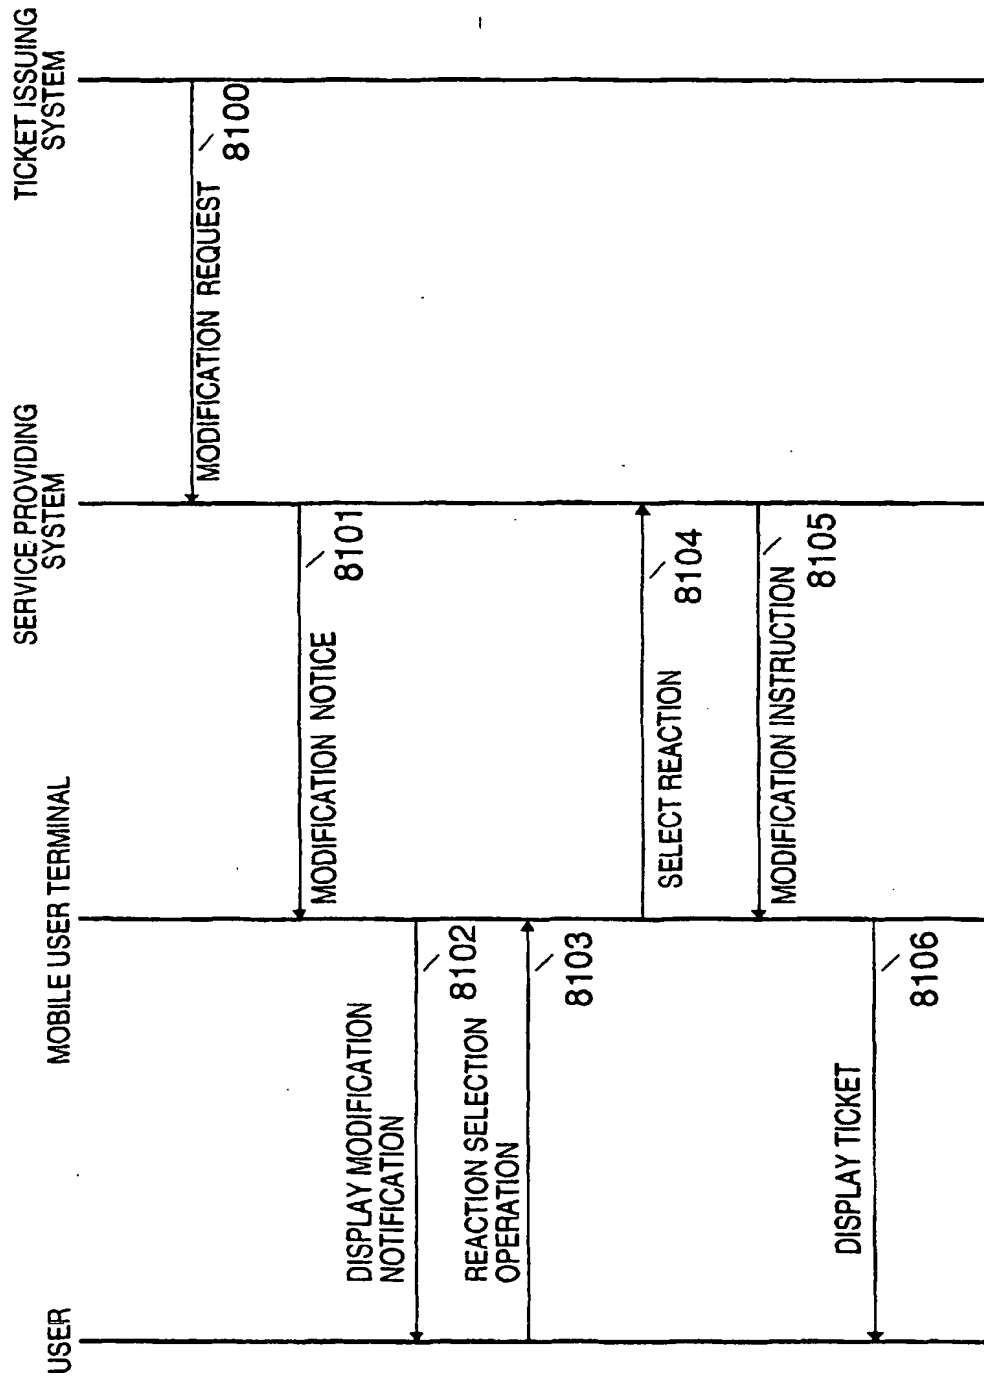 USER
MOBILE USER TERMINAL
SERVICE PROVIDING
SYSTEM
TICKET ISSUING
SYSTEM
MODIFICATION REQUEST
8100
MODIFICATION NOTICE
8101
DISPLAY MODIFICATION
NOTIFICATION
8102
REACTION SELECTION
OPERATION
8103
SELECT REACTION
8104
MODIFICATION INSTRUCTION
8105
DISPLAY TICKET
8106